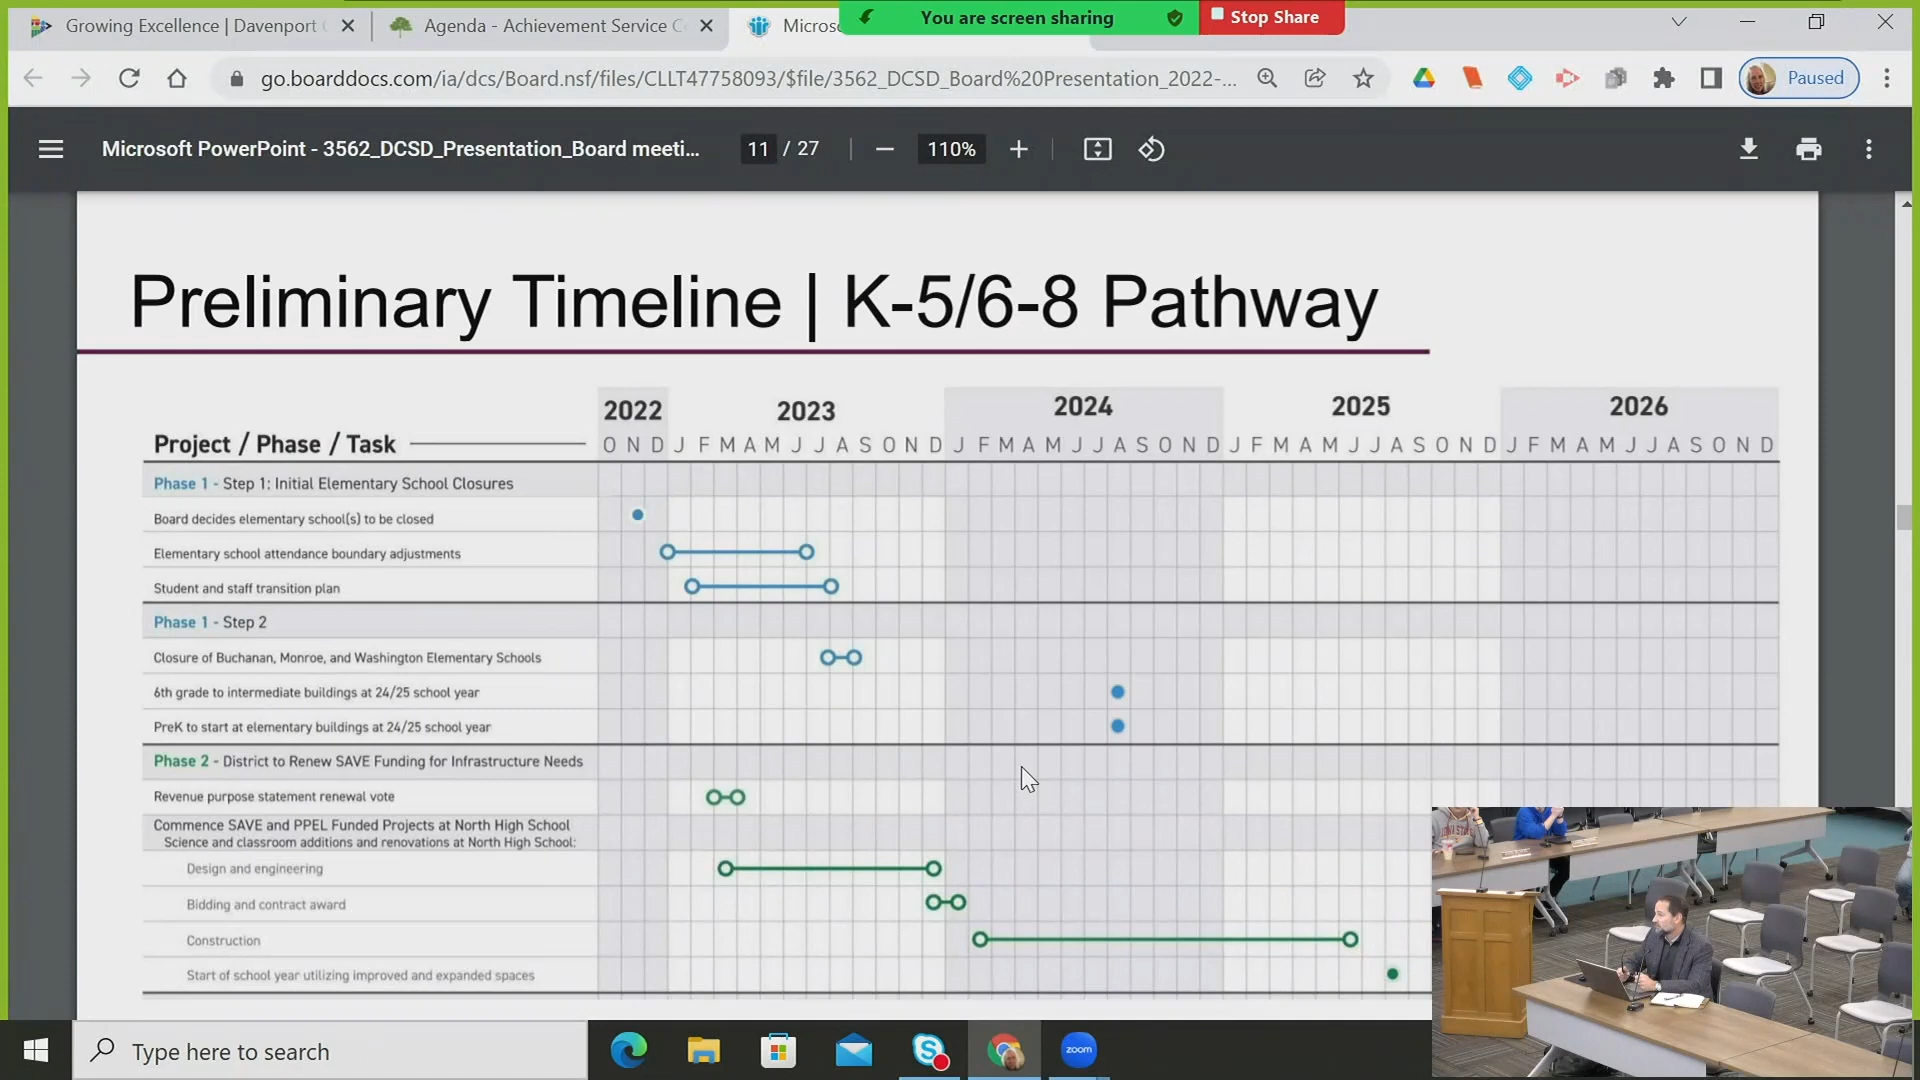 Growing Excellence | Davenport
Agenda - Achievement Service C
Micros
You are screen sharing
Stop Share
go.boarddocs.com/ia/dcs/Board.nsf/files/CLLT47758093/$file/3562_DCSD_Board%20Presentation_2022-...
Paused
Microsoft PowerPoint - 3562_DCSD_Presentation_Board meeti...
11 / 27
110%
Preliminary Timeline | K-5/6-8 Pathway
2022 2023 2024 2025 2026
Project / Phase / Task O N D J F M A M J J A S O N D J F M A M J J A S O N D J F M A M J J A S O N D J F M A M J J A S O N D
Phase 1 - Step 1: Initial Elementary School Closures
Board decides elementary school(s) to be closed
Elementary school attendance boundary adjustments
Student and staff transition plan
Phase 1 - Step 2
Closure of Buchanan, Monroe, and Washington Elementary Schools
6th grade to intermediate buildings at 24/25 school year
PreK to start at elementary buildings at 24/25 school year
Phase 2 - District to Renew SAVE Funding for Infrastructure Needs
Revenue purpose statement renewal vote
Commence SAVE and PPEL Funded Projects at North High School
Science and classroom additions and renovations at North High School:
Design and engineering
Bidding and contract award
Construction
Start of school year utilizing improved and expanded spaces
Type here to search
zoom